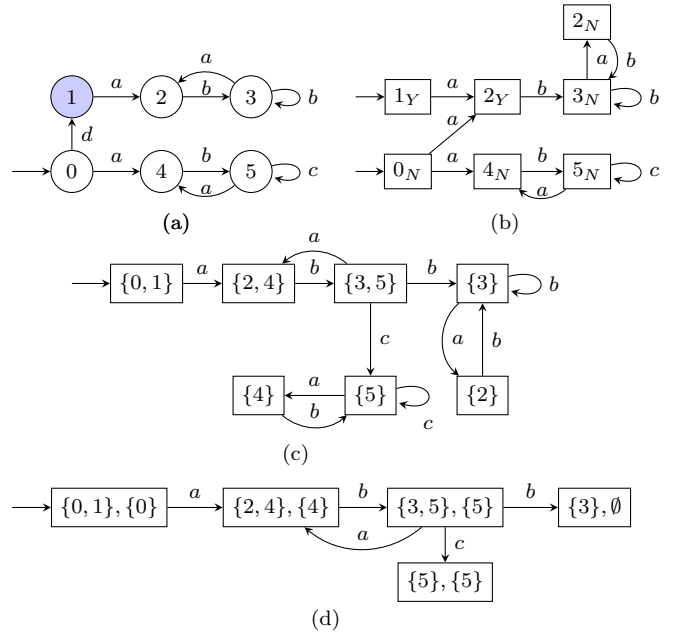 2_N
a
b
a
1
a
2
b
3
b
1_Y
a
2_Y
b
3_N
b
d
a
0
a
4
b
5
c
a
0_N
a
4_N
b
5_N
c
a
(a)
(b)
a
{0, 1}
a
{2, 4}
b
{3, 5}
b
{3}
b
c
a
b
{4}
a
{5}
{2}
b
c
(c)
{0, 1}, {0}
a
{2, 4}, {4}
b
{3, 5}, {5}
b
{3}, ∅
a
c
{5}, {5}
(d)